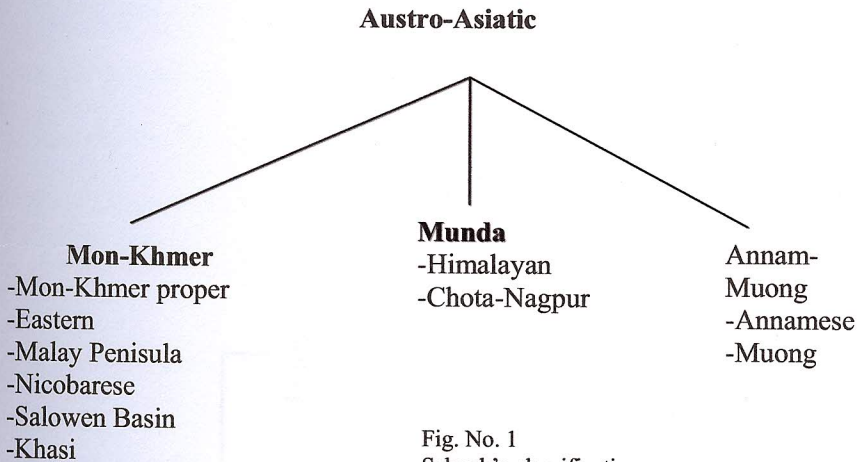 Austro-Asiatic
Mon-Khmer
-Mon-Khmer proper
-Eastern
-Malay Penisula
-Nicobarese
-Salowen Basin
-Khasi
Munda
-Himalayan
-Chota-Nagpur
Annam-
Muong
-Annamese
-Muong
Fig. No. 1